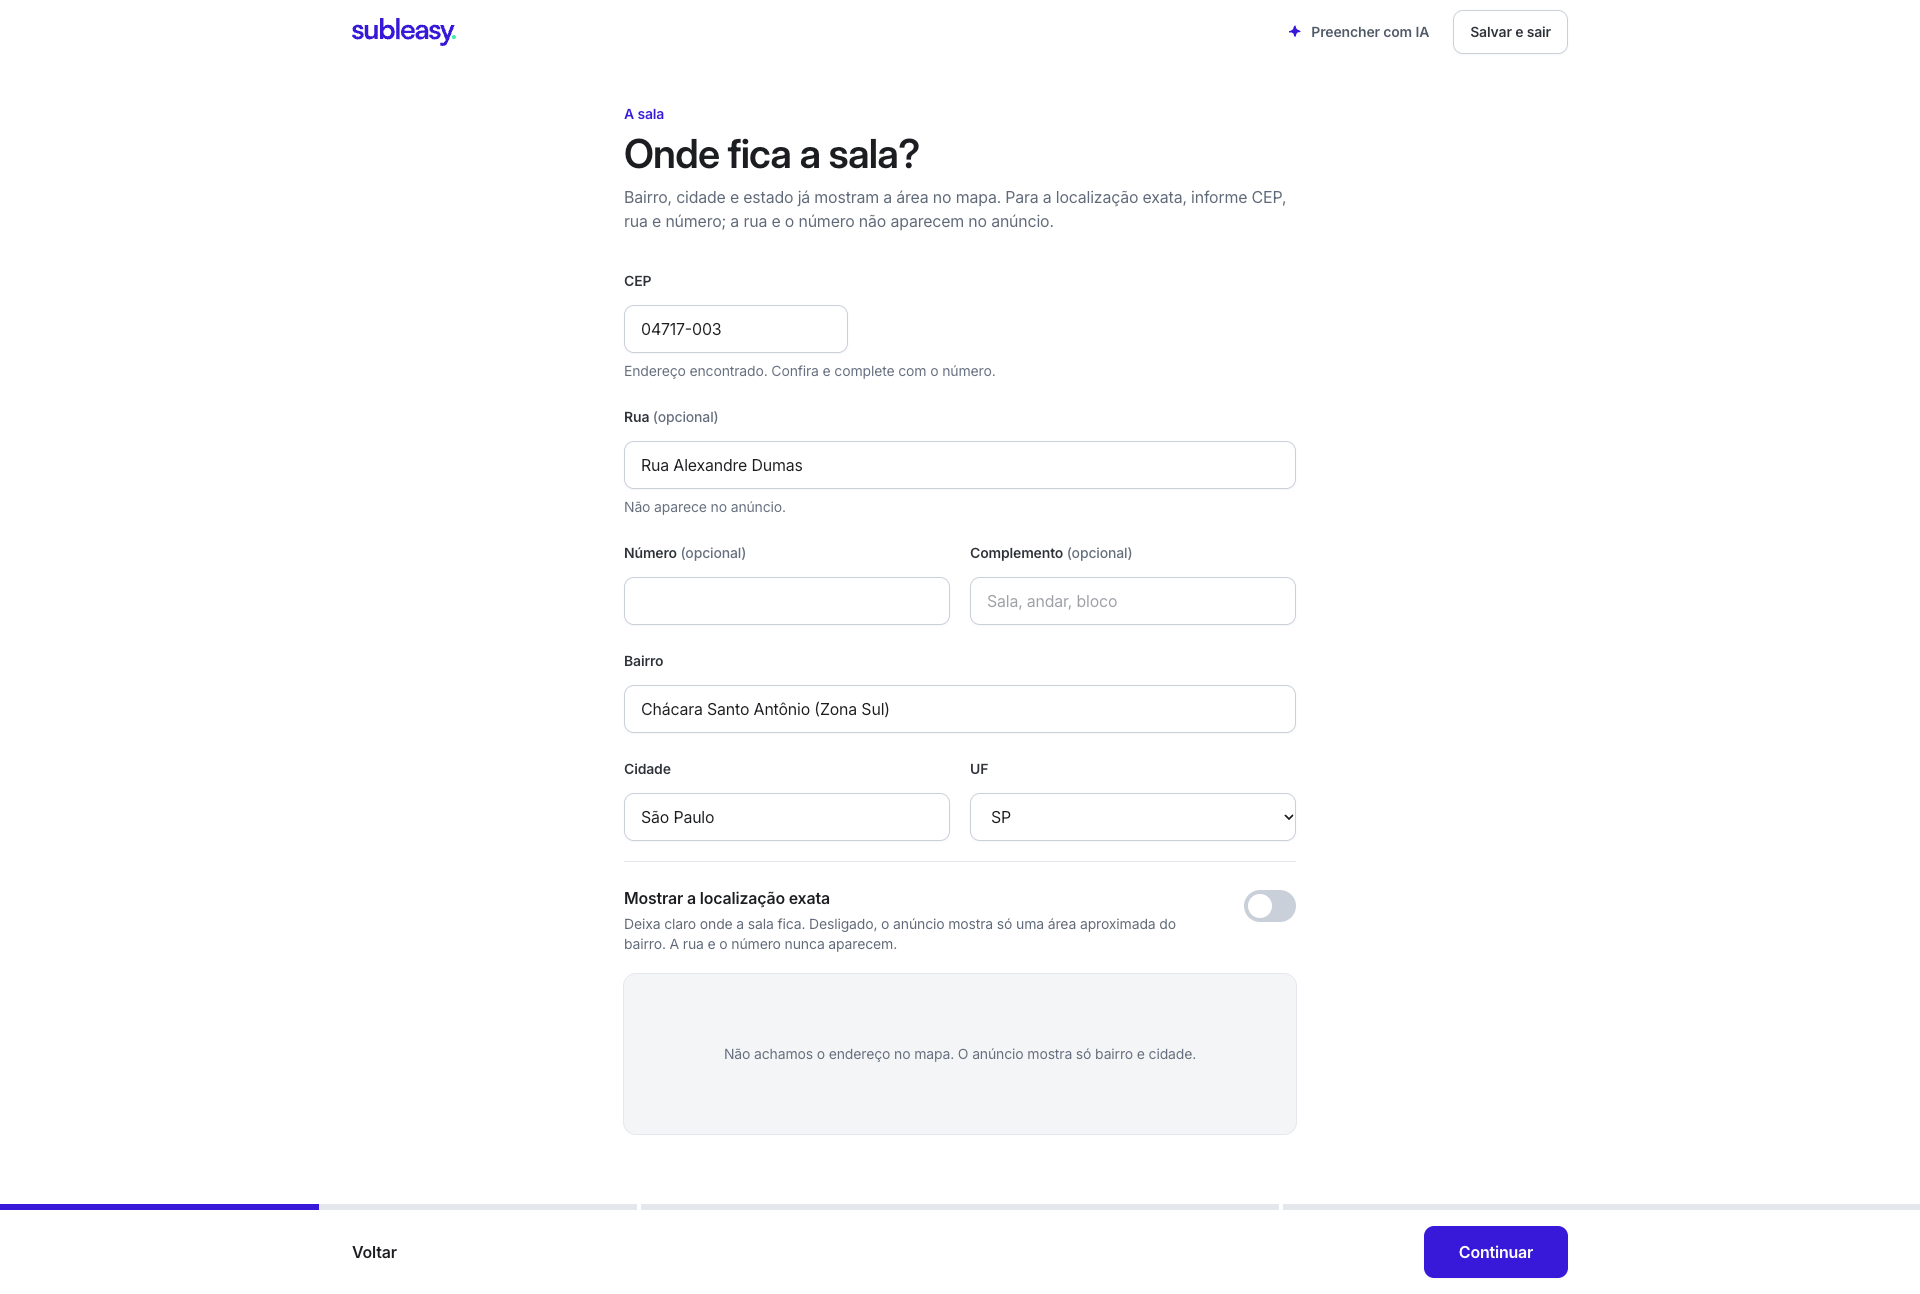 subleasy.
Preencher com IA
Salvar e sair
A sala
Onde fica a sala?
Bairro, cidade e estado já mostram a área no mapa. Para a localização exata, informe CEP,
rua e número; a rua e o número não aparecem no anúncio.
CEP
04717-003
Endereço encontrado. Confira e complete com o número.
Rua (opcional)
Rua Alexandre Dumas
Não aparece no anúncio.
Número (opcional)
Complemento (opcional)
Sala, andar, bloco
Bairro
Chácara Santo Antônio (Zona Sul)
Cidade
UF
São Paulo
SP
Mostrar a localização exata
Deixa claro onde a sala fica. Desligado, o anúncio mostra só uma área aproximada do
bairro. A rua e o número nunca aparecem.
Não achamos o endereço no mapa. O anúncio mostra só bairro e cidade.
Voltar
Continuar